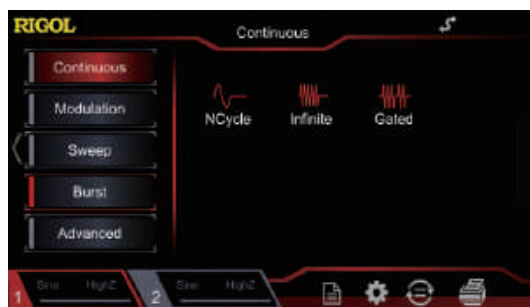 RIGOL
Continuous
Continuous
Modulation
NCycle Infinite Gated
Sweep
Burst
Advanced
1 Sine HighZ 2 Sine HighZ